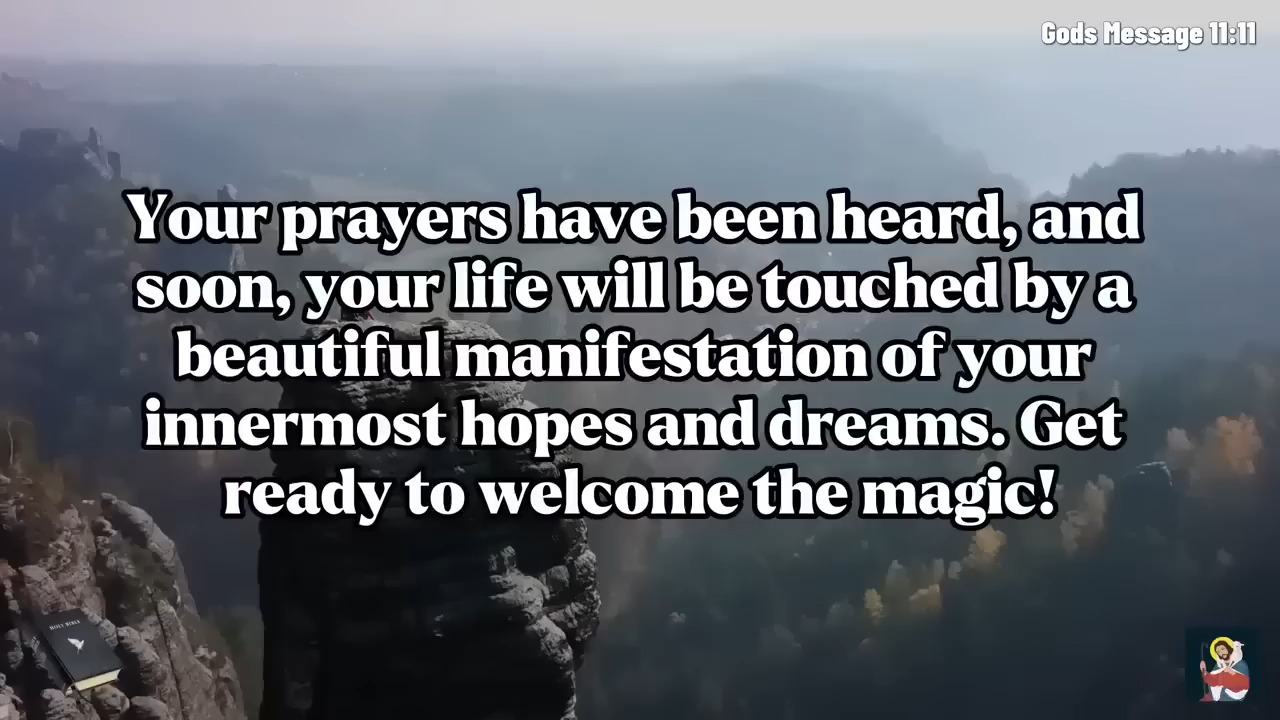 Gods Message 11:11
Your prayers have been heard, and
soon, your life will be touched by a
beautiful manifestation of your
innermost hopes and dreams. Get
ready to welcome the magic!
HOLY BIBLE